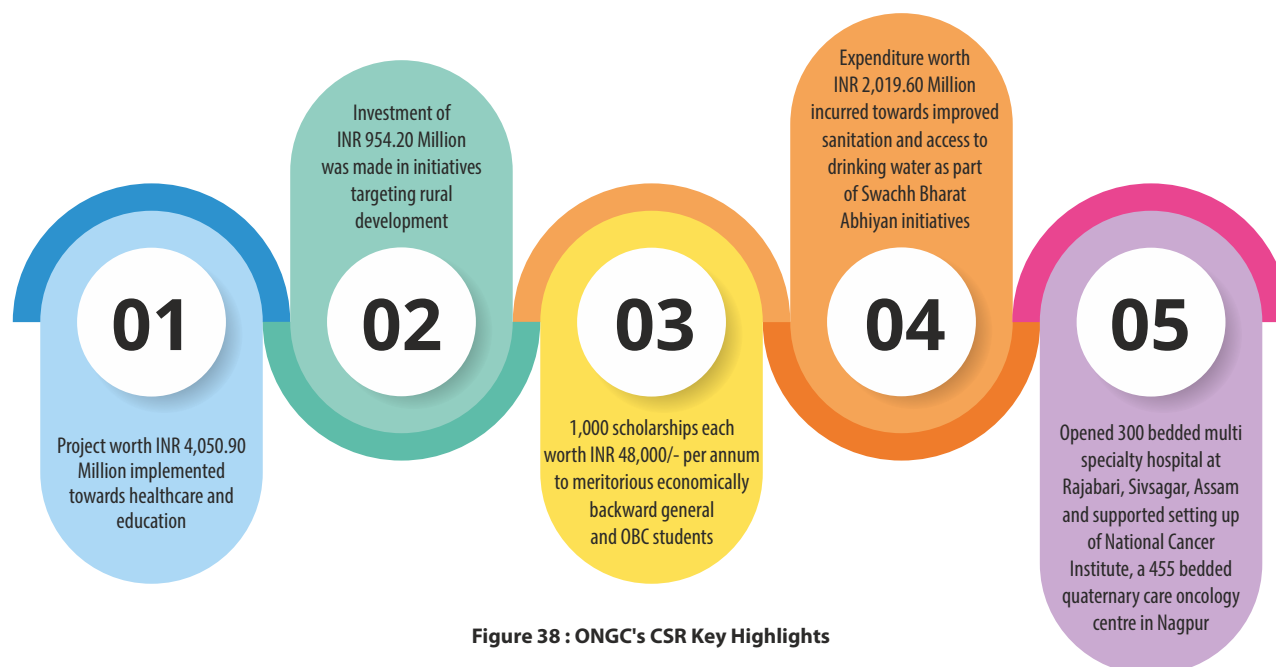 01
Project worth INR 4,050.90
Million implemented
towards healthcare and
education
Investment of
INR 954.20 Million
was made in initiatives
targeting rural
development
02
03
1,000 scholarships each
worth INR 48,000/- per annum
to meritorious economically
backward general
and OBC students
Expenditure worth
INR 2,019.60 Million
incurred towards improved
sanitation and access to
drinking water as part
of Swachh Bharat
Abhiyan initiatives
04
05
Opened 300 bedded multi
specialty hospital at
Rajabari, Sivsagar, Assam
and supported setting up
of National Cancer
Institute, a 455 bedded
quaternary care oncology
centre in Nagpur
Figure 38 : ONGC's CSR Key Highlights